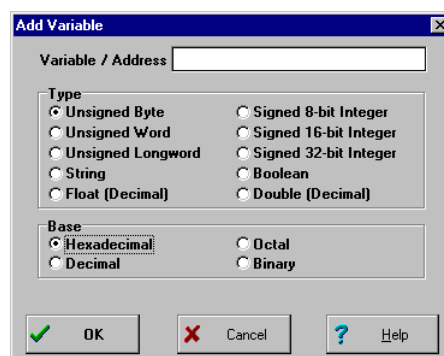 Add Variable
Variable / Address
Type
Unsigned Byte
Signed 8-bit Integer
Unsigned Word
Signed 16-bit Integer
Unsigned Longword
Signed 32-bit Integer
String
Boolean
Float (Decimal)
Double (Decimal)
Base
Hexadecimal
Octal
Decimal
Binary
OK
Cancel
? Help